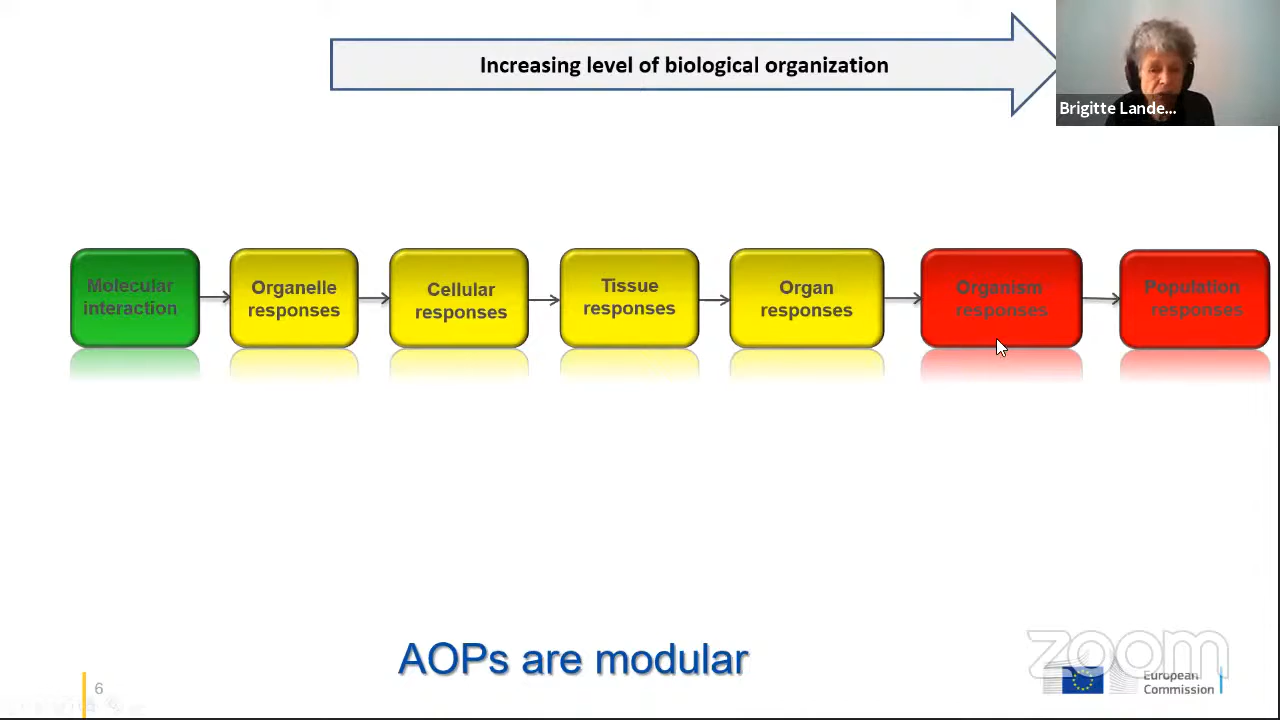 Increasing level of biological organization
Brigitte Lande...
Molecular
interaction
Organelle
responses
Cellular
responses
Tissue
responses
Organ
responses
Organism
responses
Population
responses
AOPs are modular
zoom
European
Commission
6